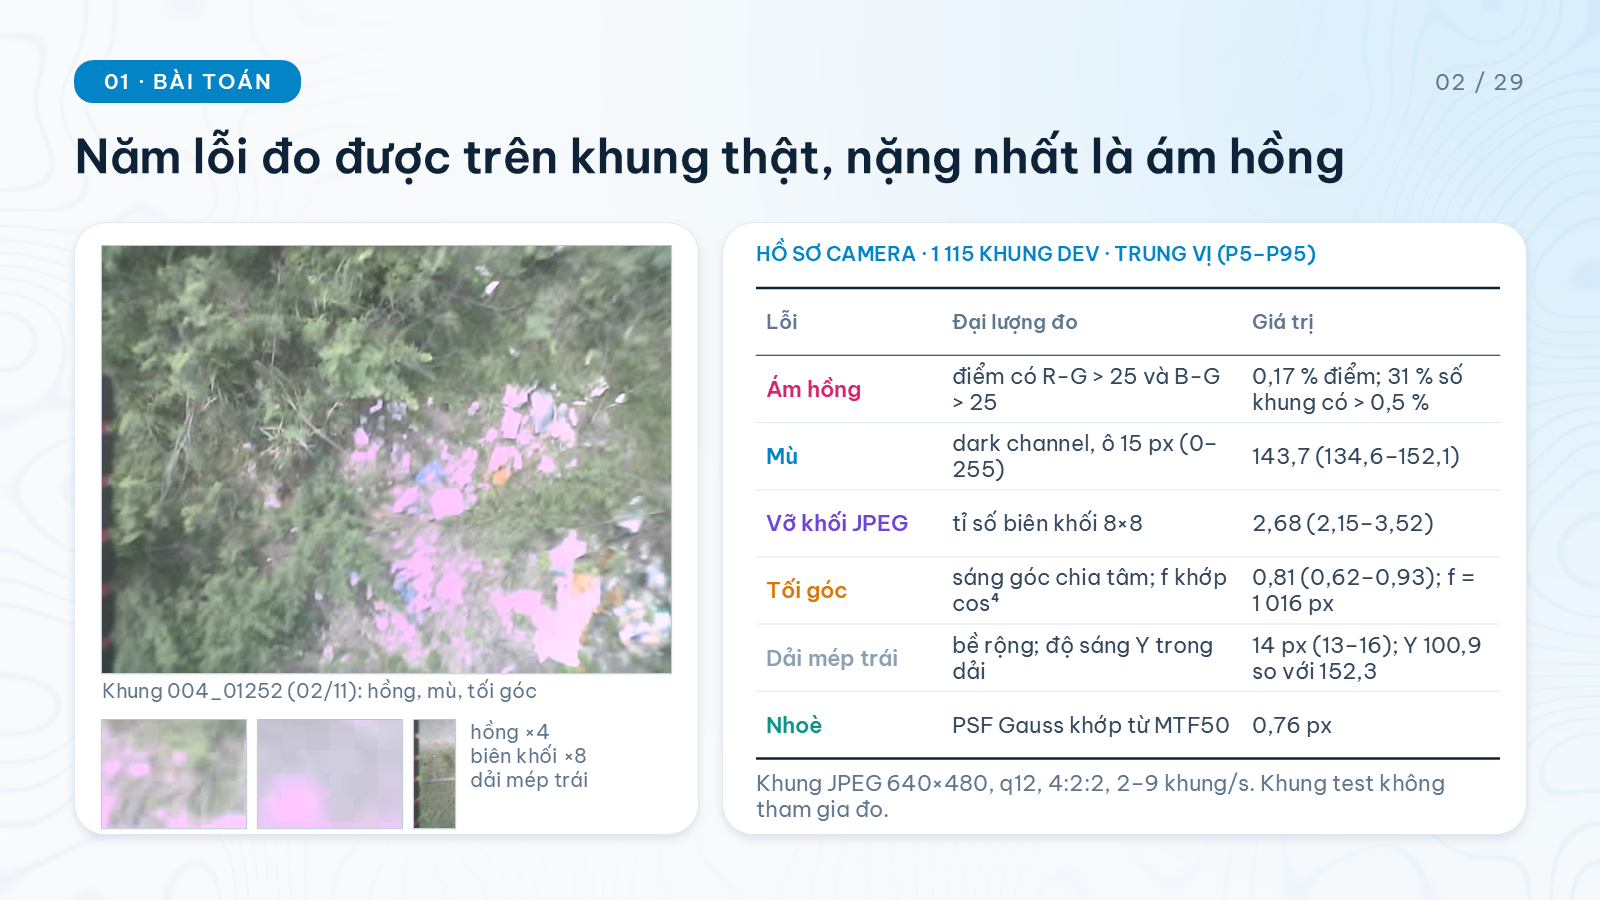 01 · BÀI TOÁN
02 / 29
Năm lỗi đo được trên khung thật, nặng nhất là ám hồng
Khung 004_01252 (02/11): hồng, mù, tối góc
hồng ×4
biên khối ×8
dải mép trái
HỒ SƠ CAMERA · 1 115 KHUNG DEV · TRUNG VỊ (P5–P95)
Lỗi Đại lượng đo Giá trị
Ám hồng điểm có R–G > 25 và B–G > 25 0,17 % điểm; 31 % số khung có > 0,5 %
Mù dark channel, ô 15 px (0–255) 143,7 (134,6–152,1)
Vỡ khối JPEG tỉ số biên khối 8×8 2,68 (2,15–3,52)
Tối góc sáng góc chia tâm; f khớp cos⁴ 0,81 (0,62–0,93); f = 1 016 px
Dải mép trái bề rộng; độ sáng Y trong dải 14 px (13–16); Y 100,9 so với 152,3
Nhoè PSF Gauss khớp từ MTF50 0,76 px
Khung JPEG 640×480, q12, 4:2:2, 2–9 khung/s. Khung test không
tham gia đo.